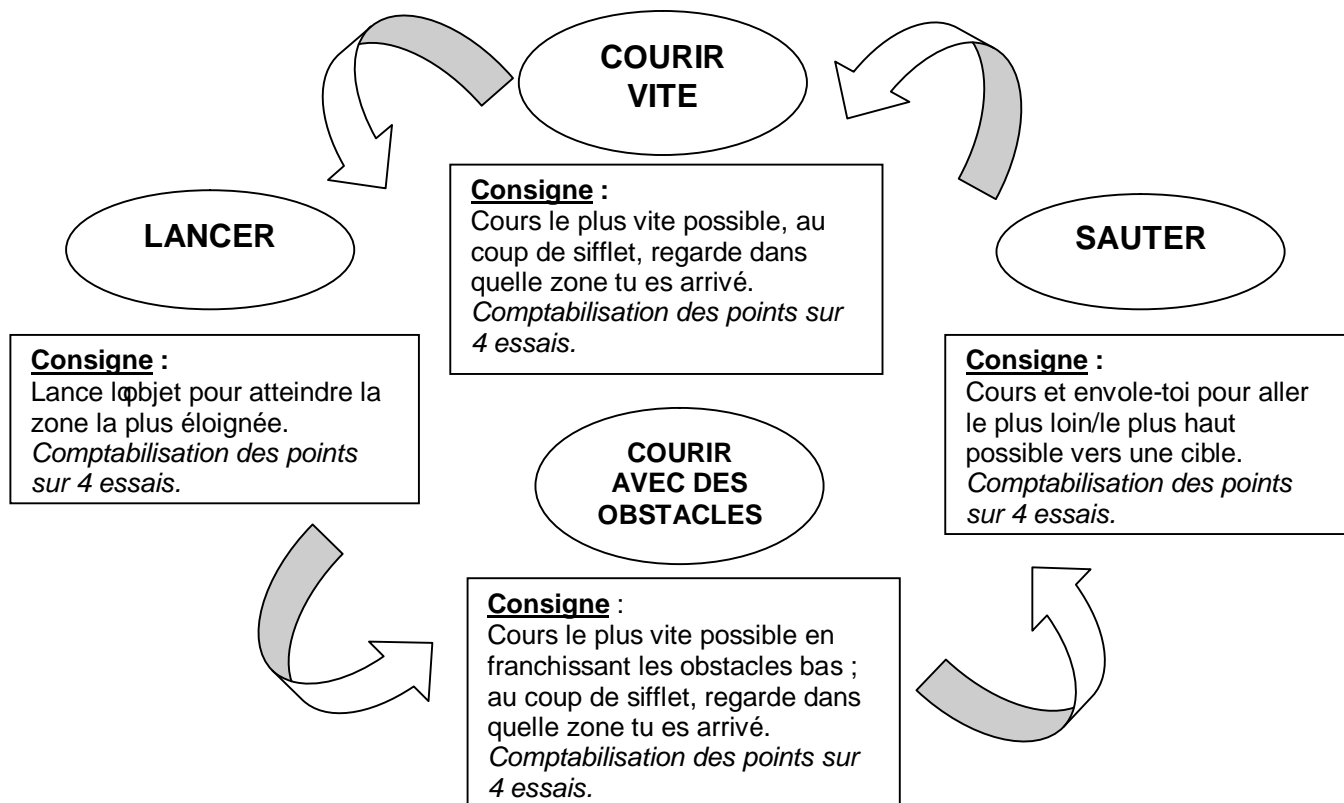 COURIR
VITE
Consigne :
Cours le plus vite possible, au
coup de sifflet, regarde dans
quelle zone tu es arrivé.
Comptabilisation des points sur
4 essais.
LANCER
Consigne :
Lance objet pour atteindre la
zone la plus éloignée.
Comptabilisation des points
sur 4 essais.
COURIR
AVEC DES
OBSTACLES
Consigne :
Cours le plus vite possible en
franchissant les obstacles bas ;
au coup de sifflet, regarde dans
quelle zone tu es arrivé.
Comptabilisation des points sur
4 essais.
SAUTER
Consigne :
Cours et envole-toi pour aller
le plus loin/le plus haut
possible vers une cible.
Comptabilisation des points
sur 4 essais.